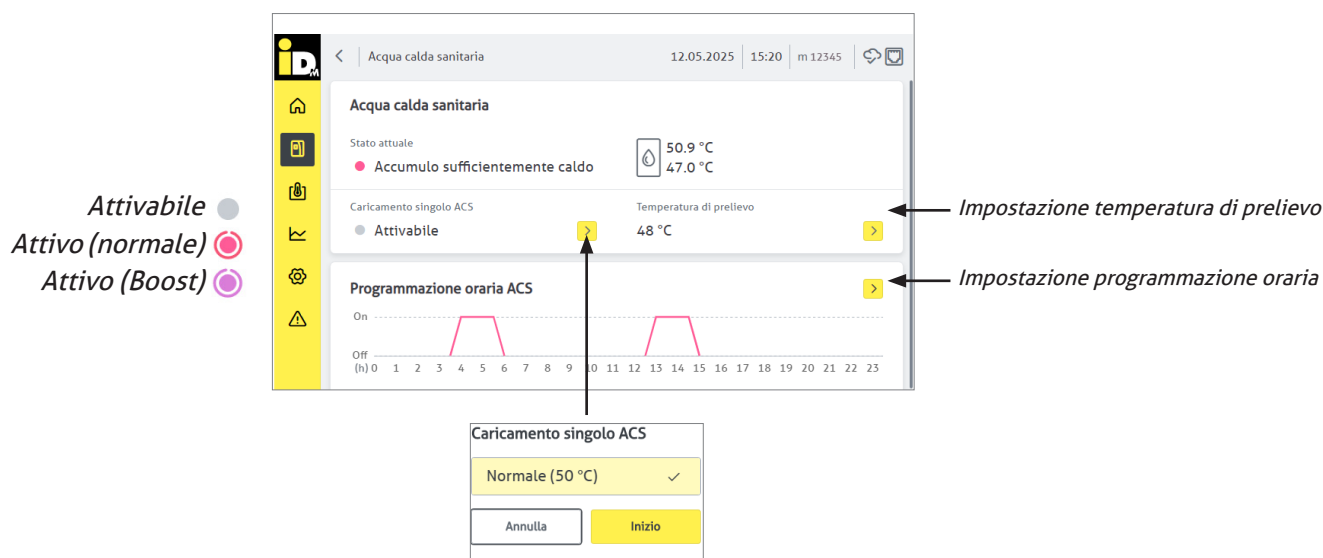 iDM
Acqua calda sanitaria
12.05.2025 15:20 m 12345
Acqua calda sanitaria
Stato attuale
Accumulo sufficientemente caldo
50.9 °C
47.0 °C
Caricamento singolo ACS
Attivabile
Temperatura di prelievo
48 °C
Programmazione oraria ACS
On
Off
(h) 0 1 2 3 4 5 6 7 8 9 10 11 12 13 14 15 16 17 18 19 20 21 22 23
Attivabile
Attivo (normale)
Attivo (Boost)
Impostazione temperatura di prelievo
Impostazione programmazione oraria
Caricamento singolo ACS
Normale (50 °C)
Annulla
Inizio